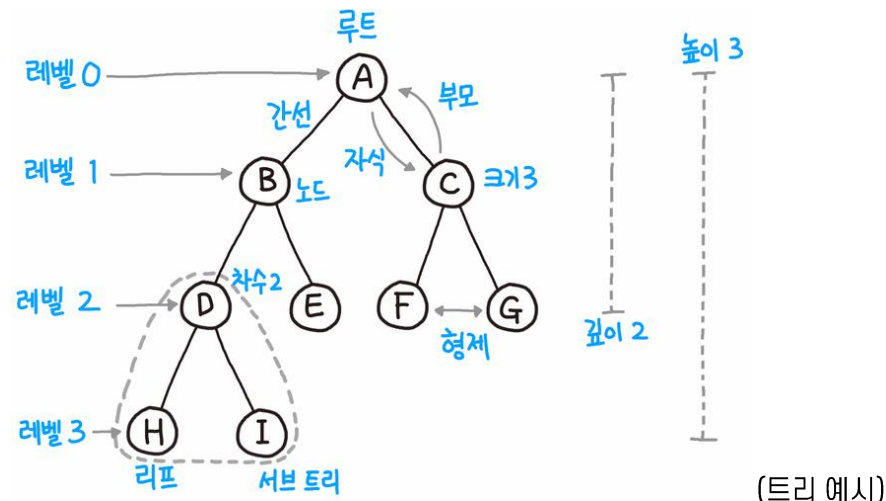 루트
높이 3
레벨 0
A
부모
간선
자식
레벨 1
B
노드
C
크기 3
차수 2
레벨 2
D
E
F
G
형제
깊이 2
레벨 3
H
I
리프
서브 트리
(트리 예시)